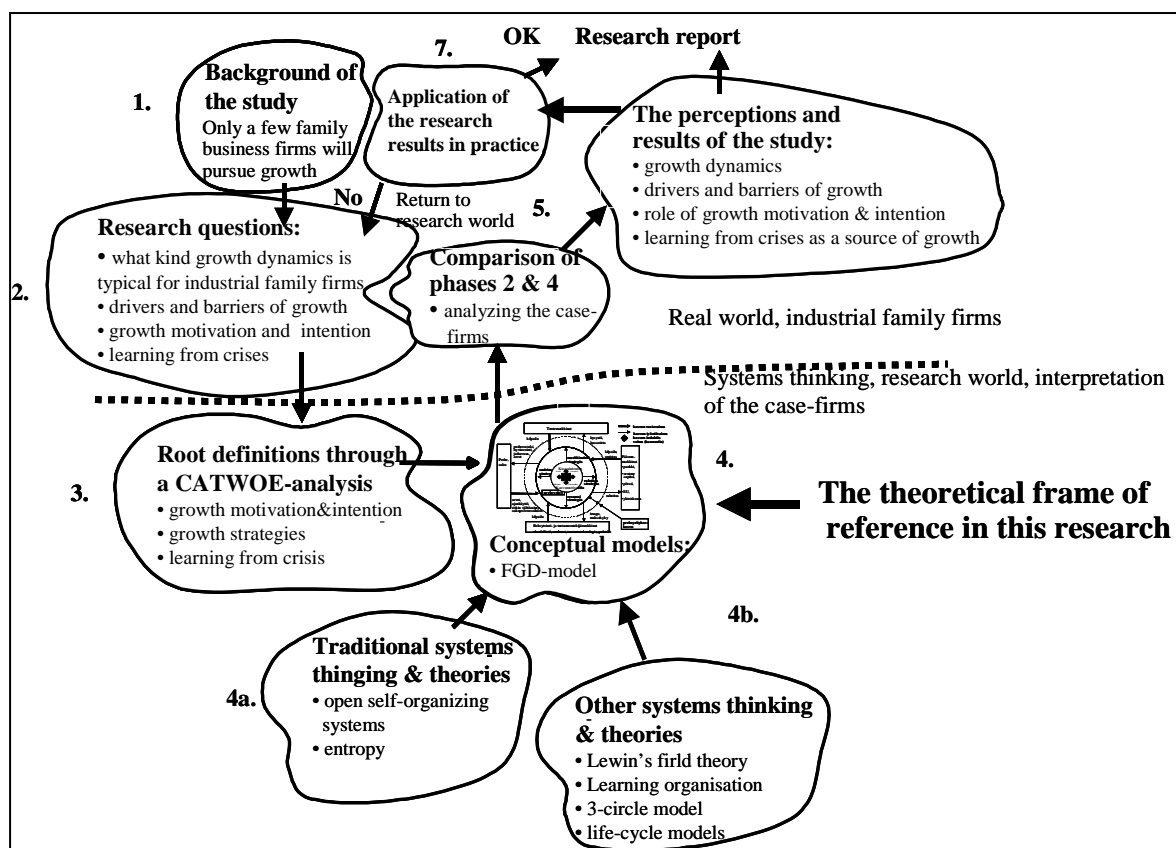 1.
Background of
the study
Only a few family
business firms will
pursue growth
7.
OK
Research report
Application of
the research
results in practice
The perceptions and
results of the study:
• growth dynamics
• drivers and barriers of growth
• role of growth motivation & intention
• learning from crises as a source of growth
No
Return to
research world
5.
2.
Research questions:
• what kind growth dynamics is
typical for industrial family firms
• drivers and barriers of growth
• growth motivation and intention
• learning from crises
Comparison of
phases 2 & 4
• analyzing the case-
firms
Real world, industrial family firms
Systems thinking, research world, interpretation
of the case-firms
3.
Root definitions through
a CATWOE-analysis
• growth motivation&intention
• growth strategies
• learning from crisis
4.
Conceptual models:
• FGD-model
The theoretical frame of
reference in this research
4a.
Traditional systems
thinging & theories
• open self-organizing
systems
• entropy
4b.
Other systems thinking
& theories
• Lewin's firld theory
• Learning organisation
• 3-circle model
• life-cycle models